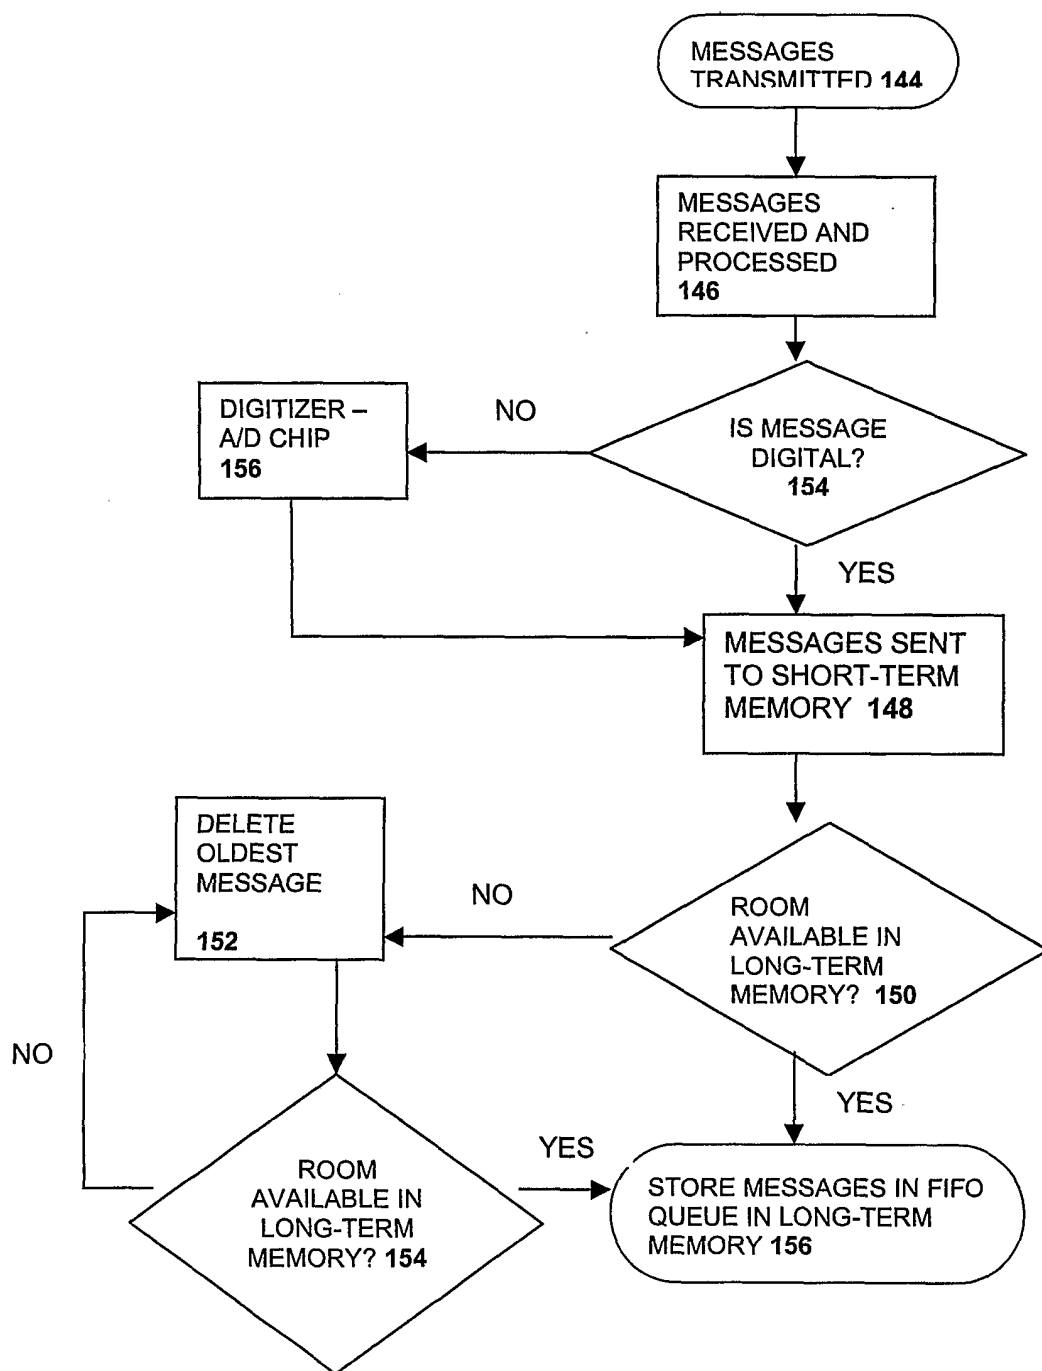 MESSAGES
TRANSMITTED 144
MESSAGES
RECEIVED AND
PROCESSED
146
NO
DIGITIZER –
A/D CHIP
156
IS MESSAGE
DIGITAL?
154
YES
MESSAGES SENT
TO SHORT-TERM
MEMORY 148
DELETE
OLDEST
MESSAGE
152
NO
ROOM
AVAILABLE IN
LONG-TERM
MEMORY? 150
NO
YES
YES
ROOM
AVAILABLE IN
LONG-TERM
MEMORY? 154
STORE MESSAGES IN FIFO
QUEUE IN LONG-TERM
MEMORY 156